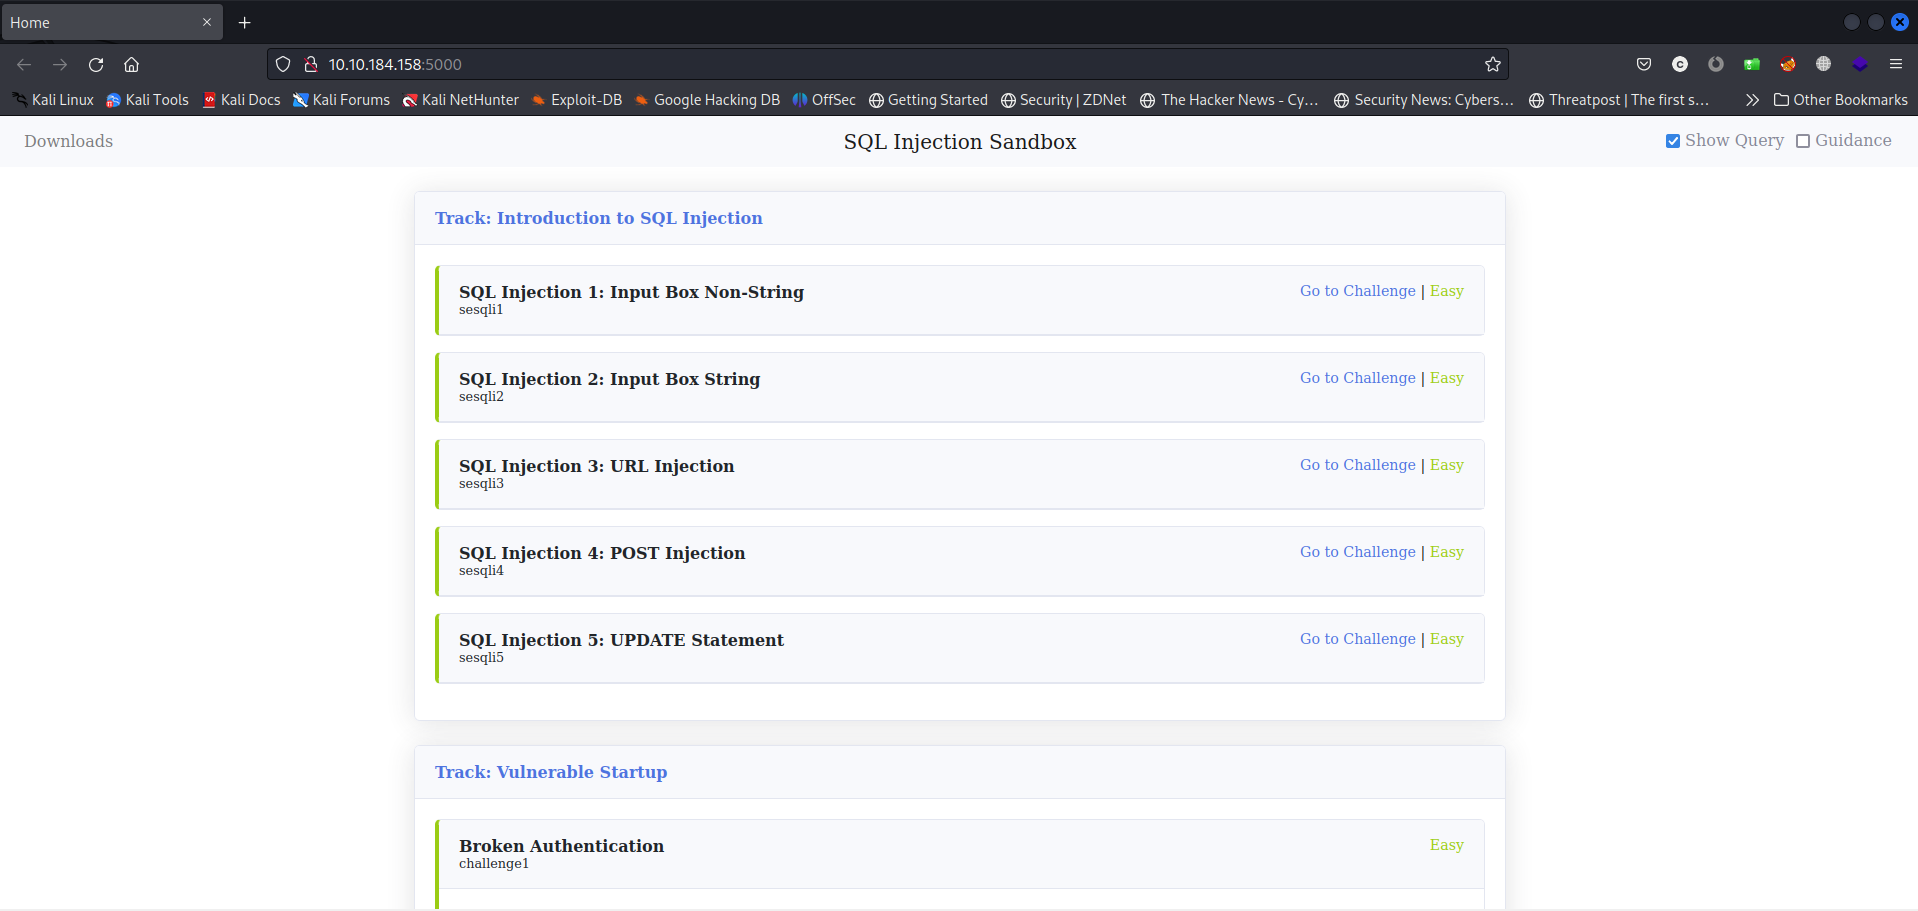 Home
10.10.184.158:5000
Kali Linux Kali Tools Kali Docs Kali Forums Kali NetHunter Exploit-DB Google Hacking DB OffSec Getting Started Security | ZDNet The Hacker News - Cy… Security News: Cybers… Threatpost | The first s… Other Bookmarks
Downloads SQL Injection Sandbox Show Query Guidance
Track: Introduction to SQL Injection
SQL Injection 1: Input Box Non-String Go to Challenge | Easy
sesqli1
SQL Injection 2: Input Box String Go to Challenge | Easy
sesqli2
SQL Injection 3: URL Injection Go to Challenge | Easy
sesqli3
SQL Injection 4: POST Injection Go to Challenge | Easy
sesqli4
SQL Injection 5: UPDATE Statement Go to Challenge | Easy
sesqli5
Track: Vulnerable Startup
Broken Authentication Easy
challenge1